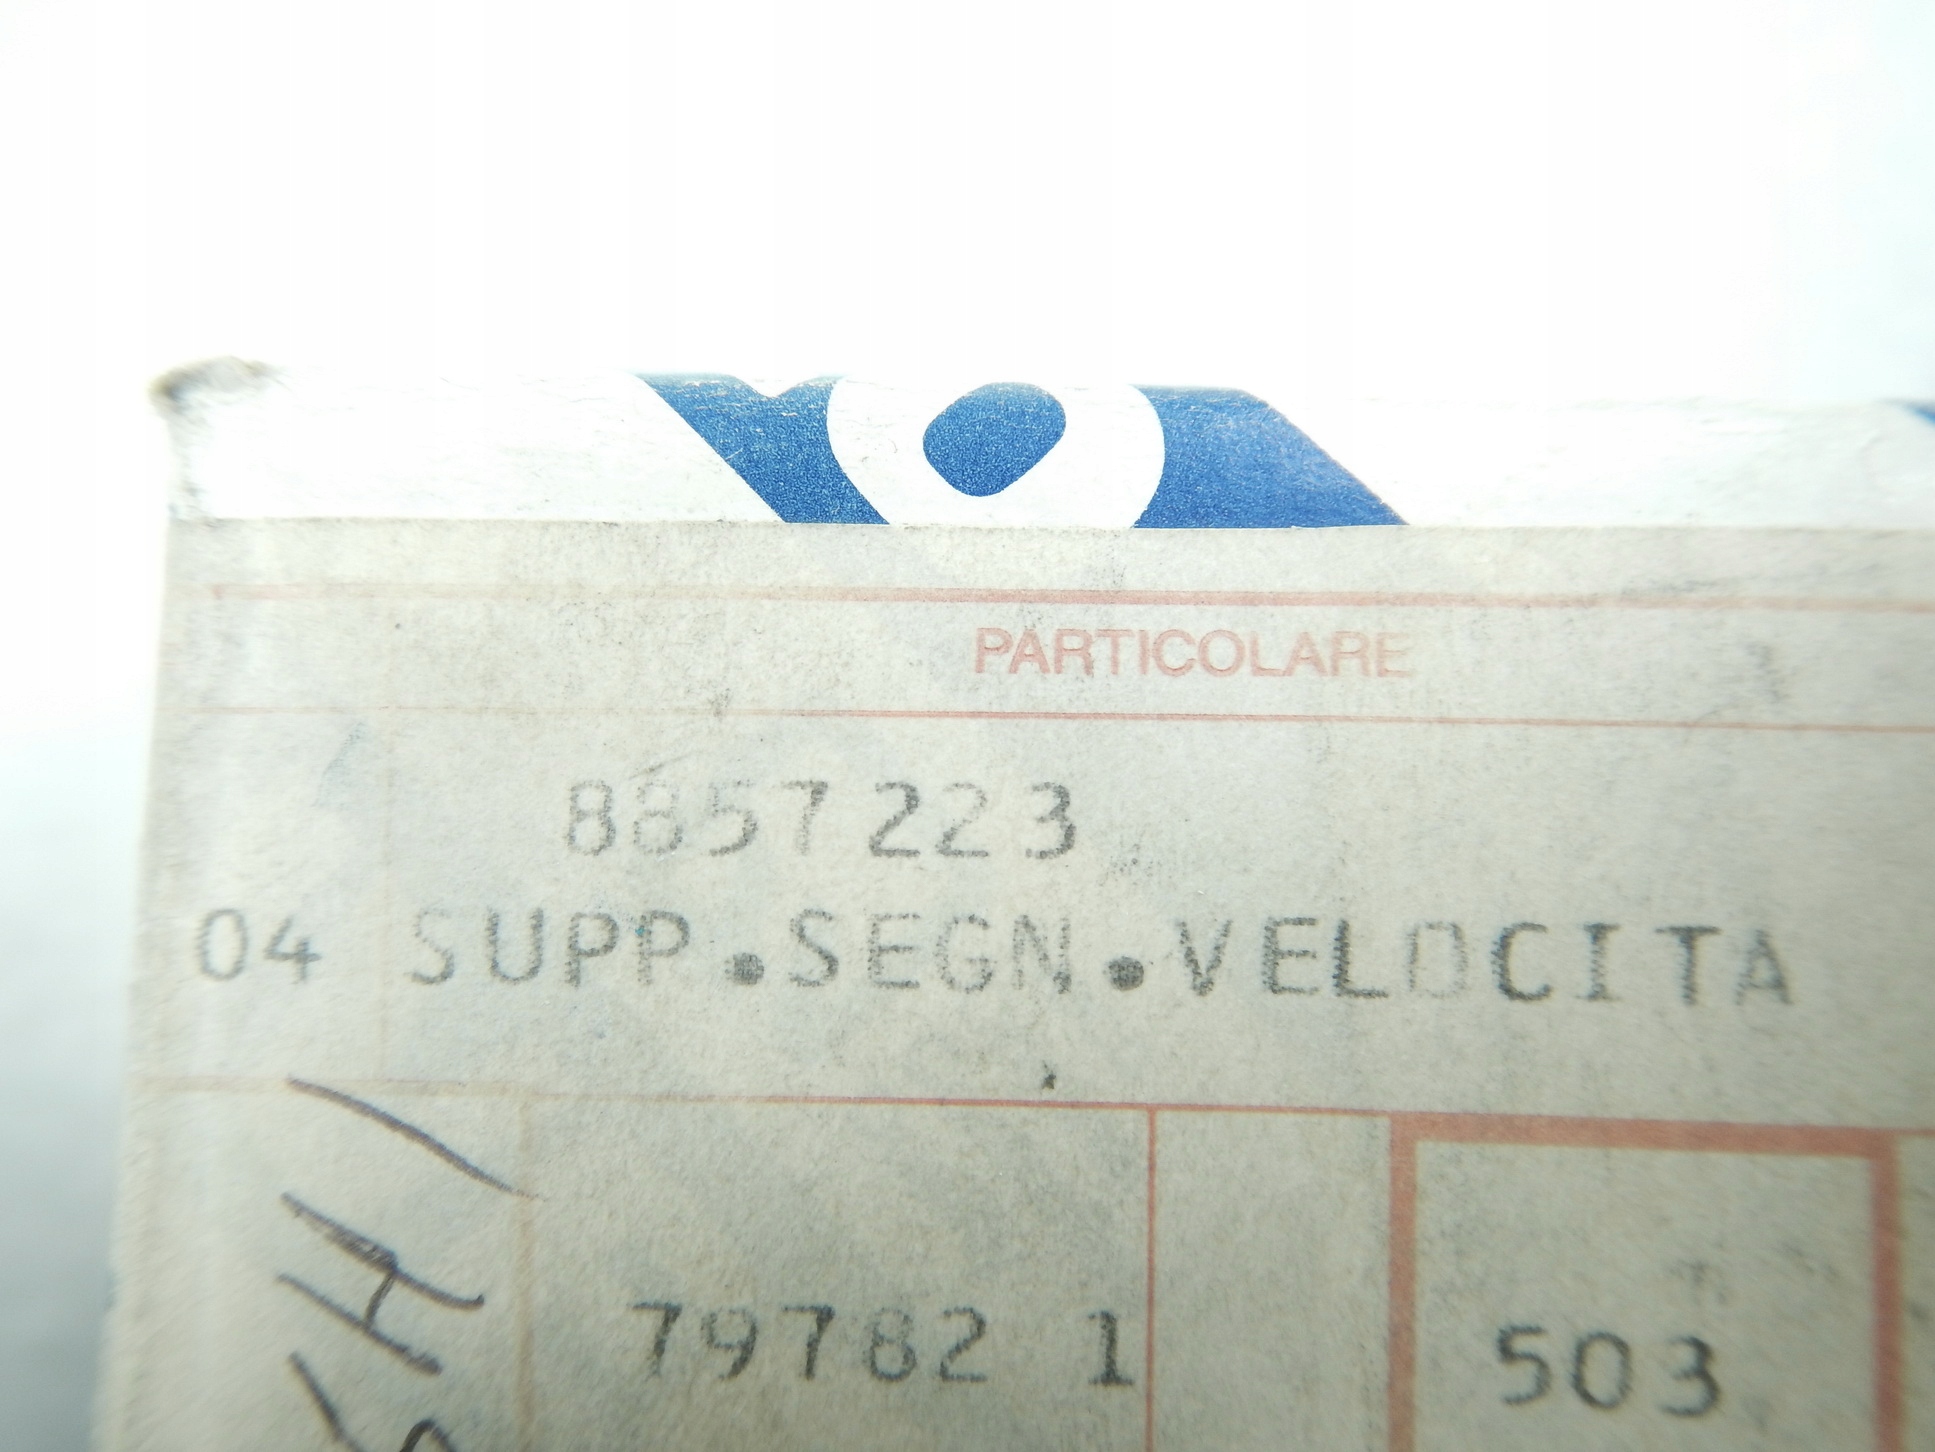 PARTICOLARE
8857223
04 SUPP.SEGN.VELOCITA
79782 1 503